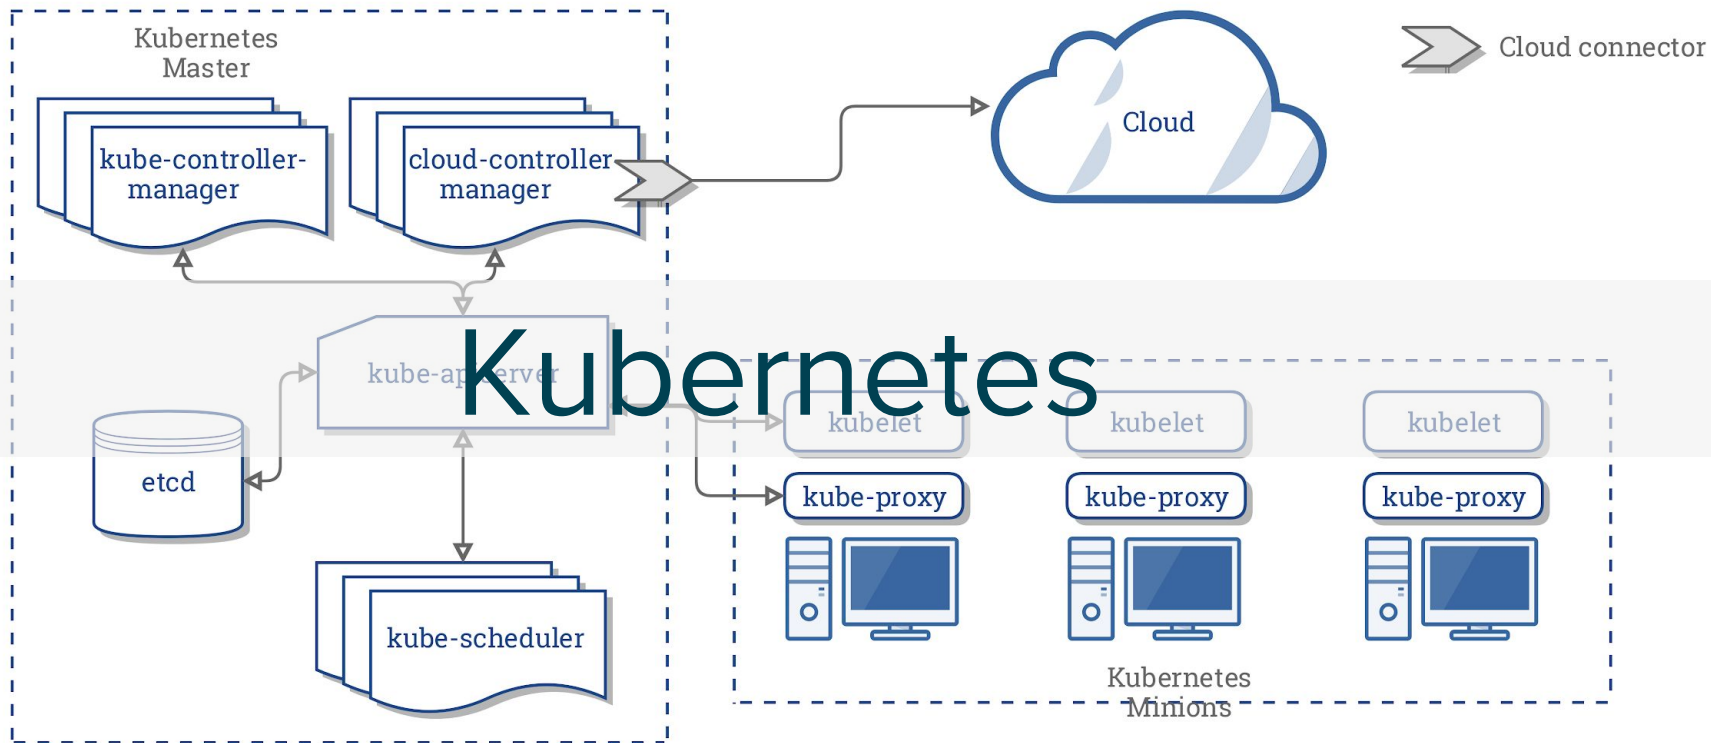 Kubernetes
Master
kube-controller-
manager
cloud-controller
manager
Cloud
Cloud connector
kube-apiserver
Kubernetes
etcd
kubelet
kubelet
kubelet
kube-proxy
kube-proxy
kube-proxy
kube-scheduler
Kubernetes
Minions